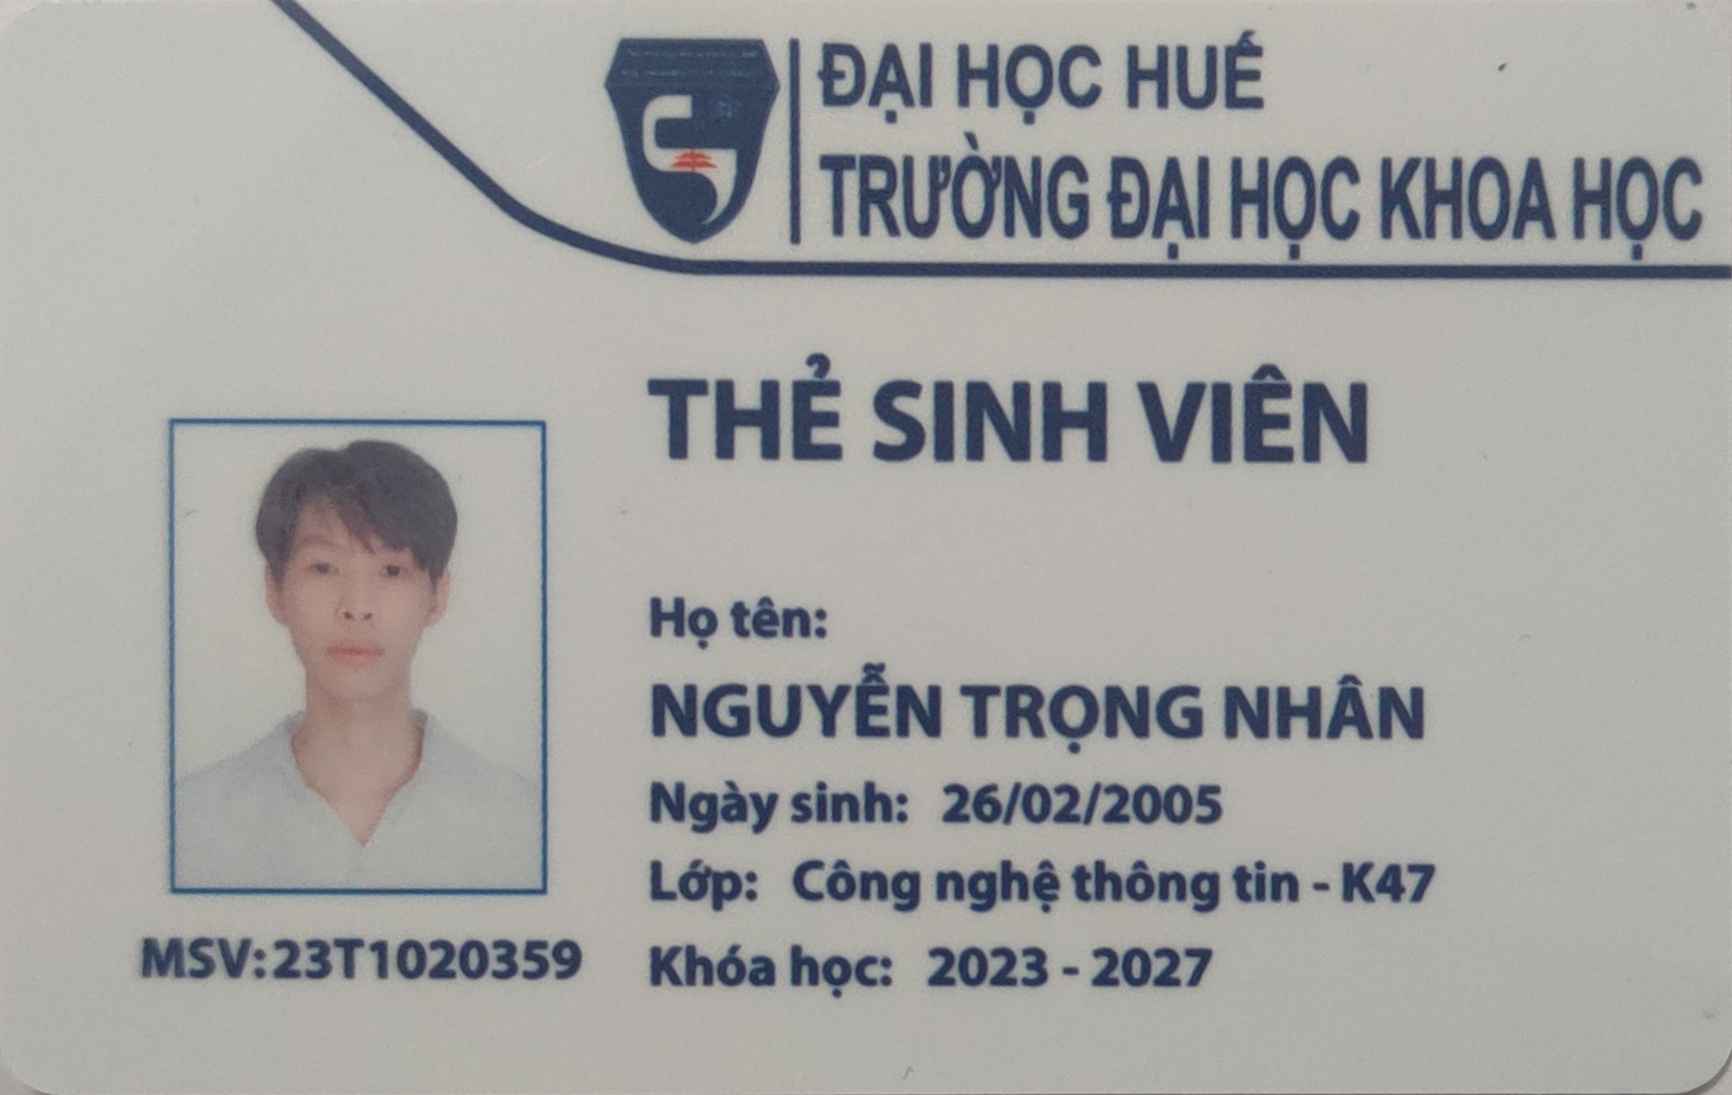 ĐẠI HỌC HUẾ
TRƯỜNG ĐẠI HỌC KHOA HỌC
THẺ SINH VIÊN
Họ tên:
NGUYỄN TRỌNG NHÂN
Ngày sinh: 26/02/2005
Lớp: Công nghệ thông tin - K47
Khóa học: 2023 - 2027
MSV:23T1020359